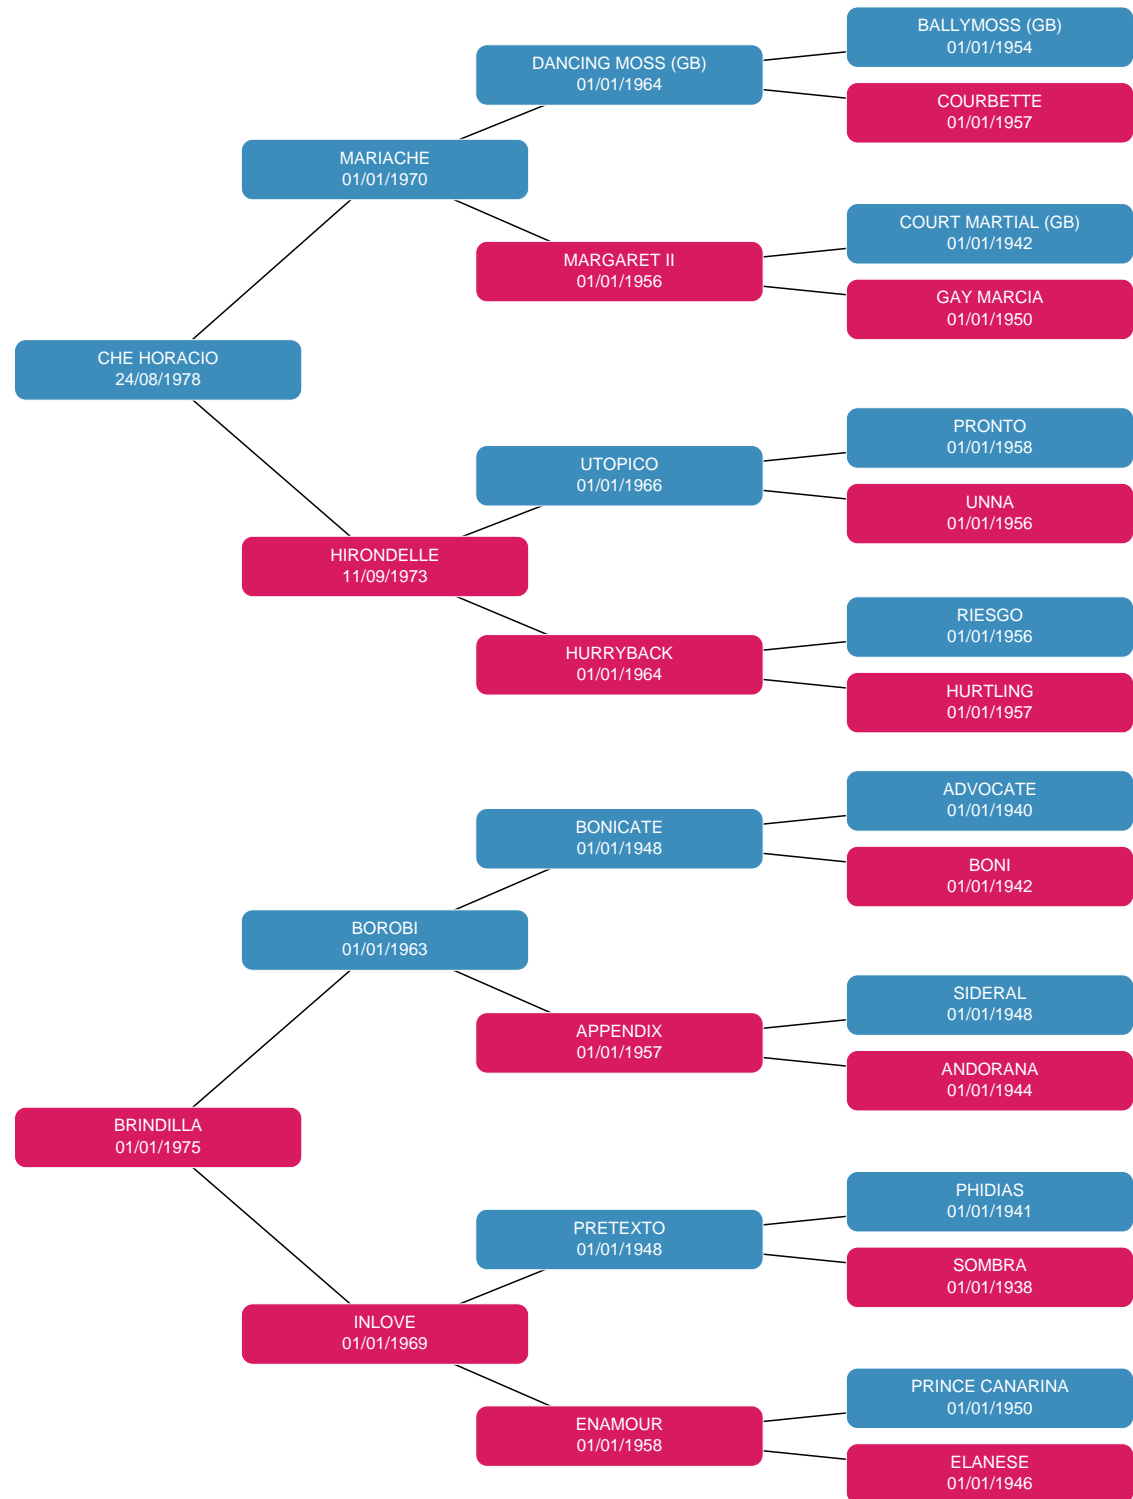 BALLYMOSS (GB)
01/01/1954
DANCING MOSS (GB)
01/01/1964
COURBETTE
01/01/1957
MARIACHE
01/01/1970
COURT MARTIAL (GB)
01/01/1942
MARGARET II
01/01/1956
GAY MARCIA
01/01/1950
CHE HORACIO
24/08/1978
PRONTO
01/01/1958
UTOPICO
01/01/1966
UNNA
01/01/1956
HIRONDELLE
11/09/1973
RIESGO
01/01/1956
HURRYBACK
01/01/1964
HURTLING
01/01/1957
ADVOCATE
01/01/1940
BONICATE
01/01/1948
BONI
01/01/1942
BOROBI
01/01/1963
SIDERAL
01/01/1948
APPENDIX
01/01/1957
ANDORANA
01/01/1944
BRINDILLA
01/01/1975
PHIDIAS
01/01/1941
PRETEXTO
01/01/1948
SOMBRA
01/01/1938
INLOVE
01/01/1969
PRINCE CANARINA
01/01/1950
ENAMOUR
01/01/1958
ELANESE
01/01/1946